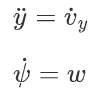 ÿ = v̇_y
ψ̇ = w